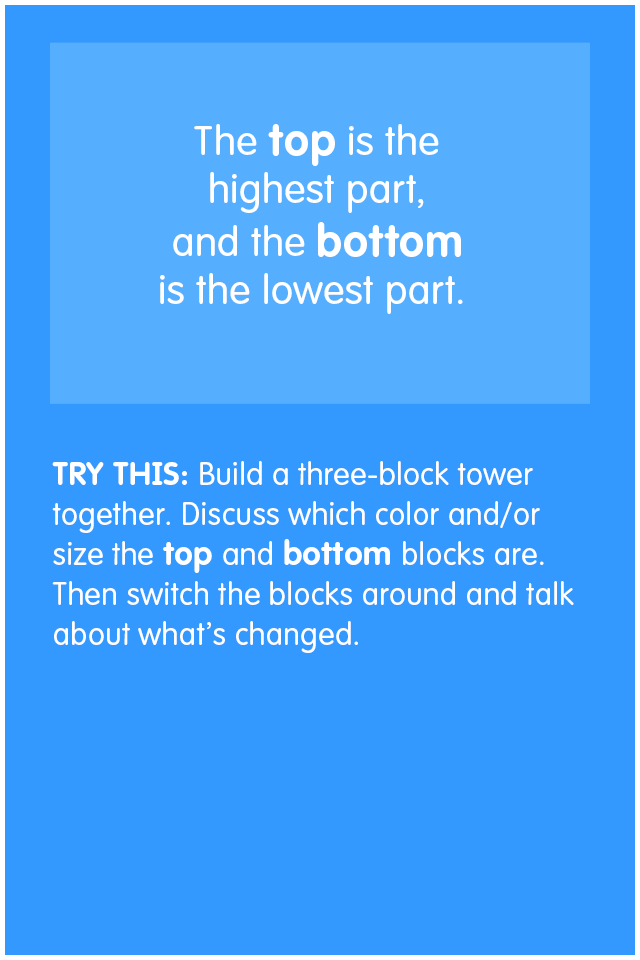 The top is the
highest part,
and the bottom
is the lowest part.
TRY THIS: Build a three-block tower
together. Discuss which color and/or
size the top and bottom blocks are.
Then switch the blocks around and talk
about what’s changed.